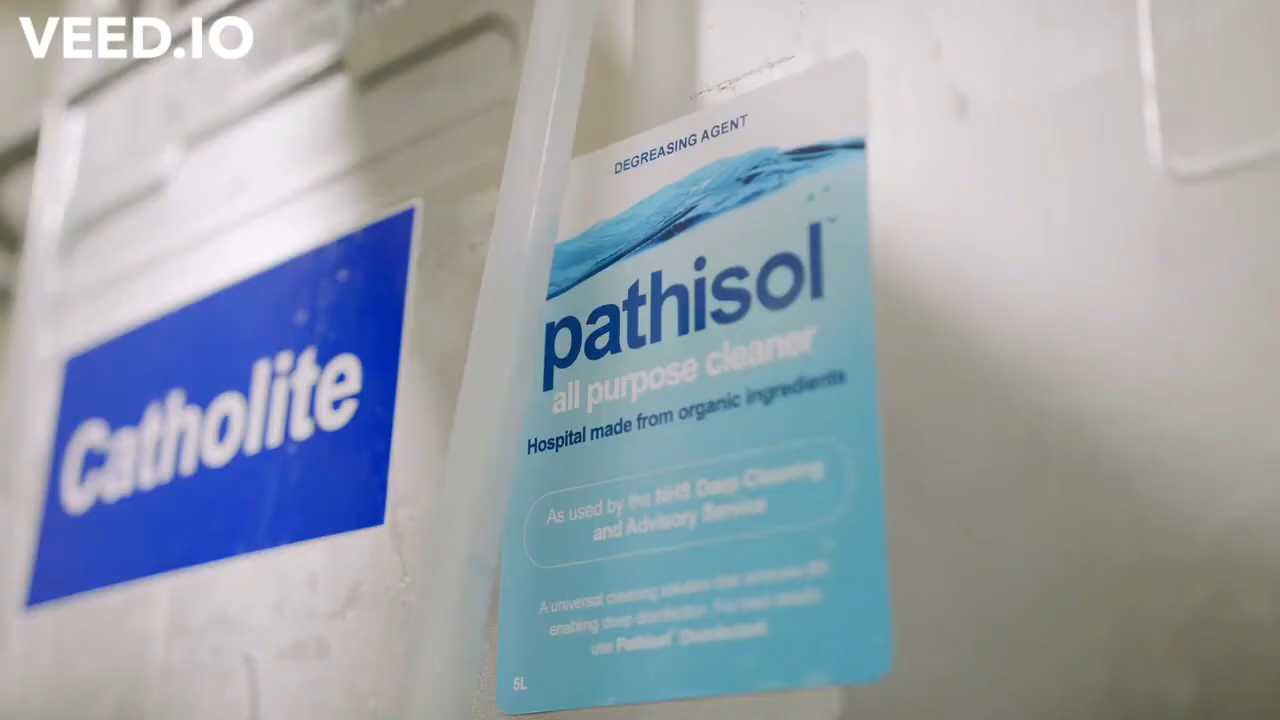 VEED.IO
Catholite
DEGREASING AGENT
pathisol
all purpose cleaner
Hospital made from organic ingredients
As used by the NHS Deep Cleaning
and Advisory Service
A universal cleaning solution that removes
enabling deep disinfection. For best results
use Pathisol
5L